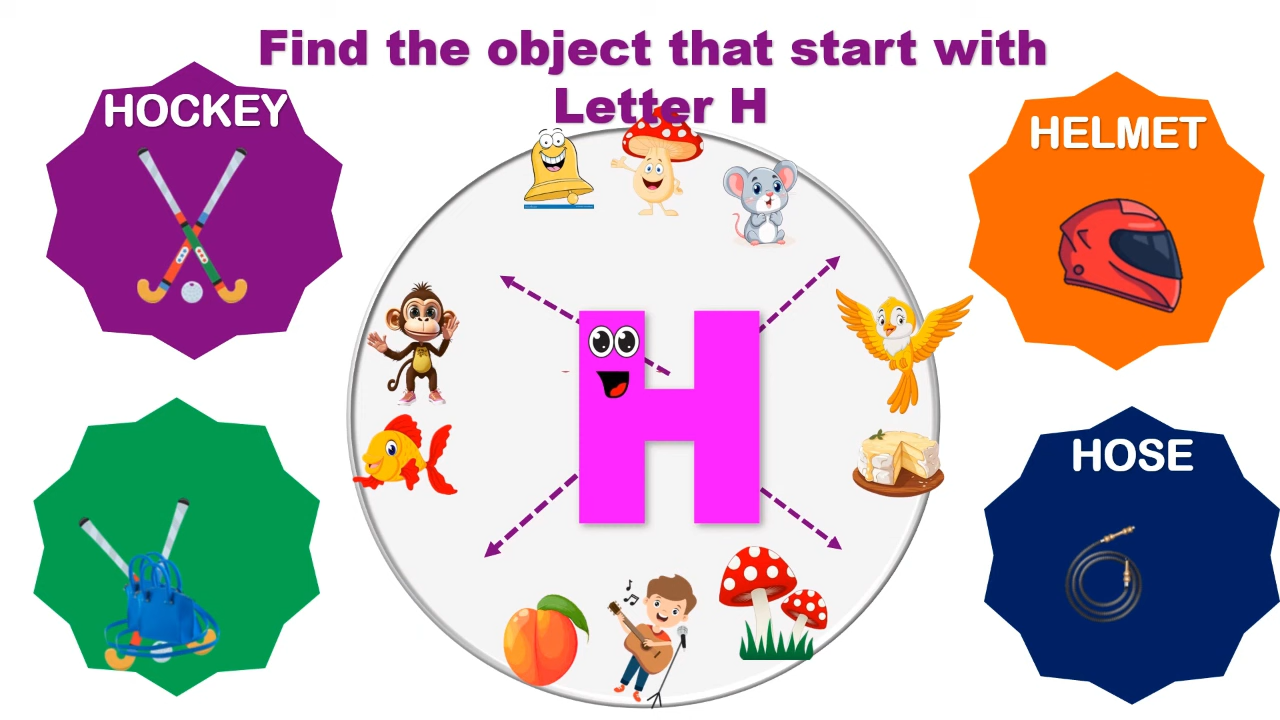 Find the object that start with
Letter H
HOCKEY
HELMET
H
HOSE